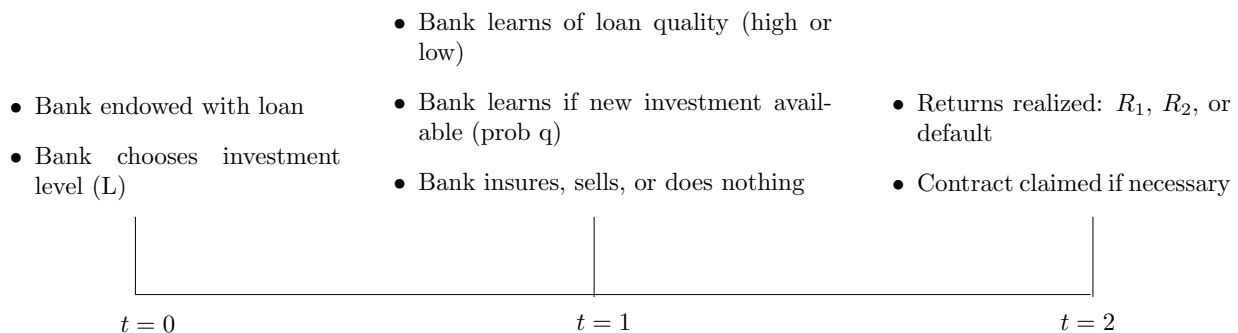 • Bank endowed with loan
• Bank chooses investment
level (L)
• Bank learns of loan quality (high or
low)
• Bank learns if new investment avail-
able (prob q)
• Bank insures, sells, or does nothing
• Returns realized: R₁, R₂, or
default
• Contract claimed if necessary
t = 0
t = 1
t = 2